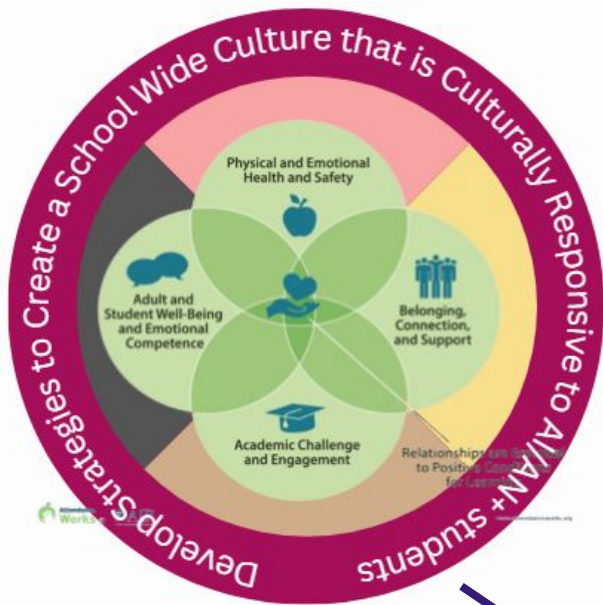 Develop Strategies to Create a School Wide Culture that is Culturally Responsive to AI/AN+ students
Physical and Emotional
Health and Safety
Adult and
Student Well-Being
and Emotional
Competence
Belonging,
Connection,
and Support
Academic Challenge
and Engagement
Relationships are
to Positive
for
Attendance
Works